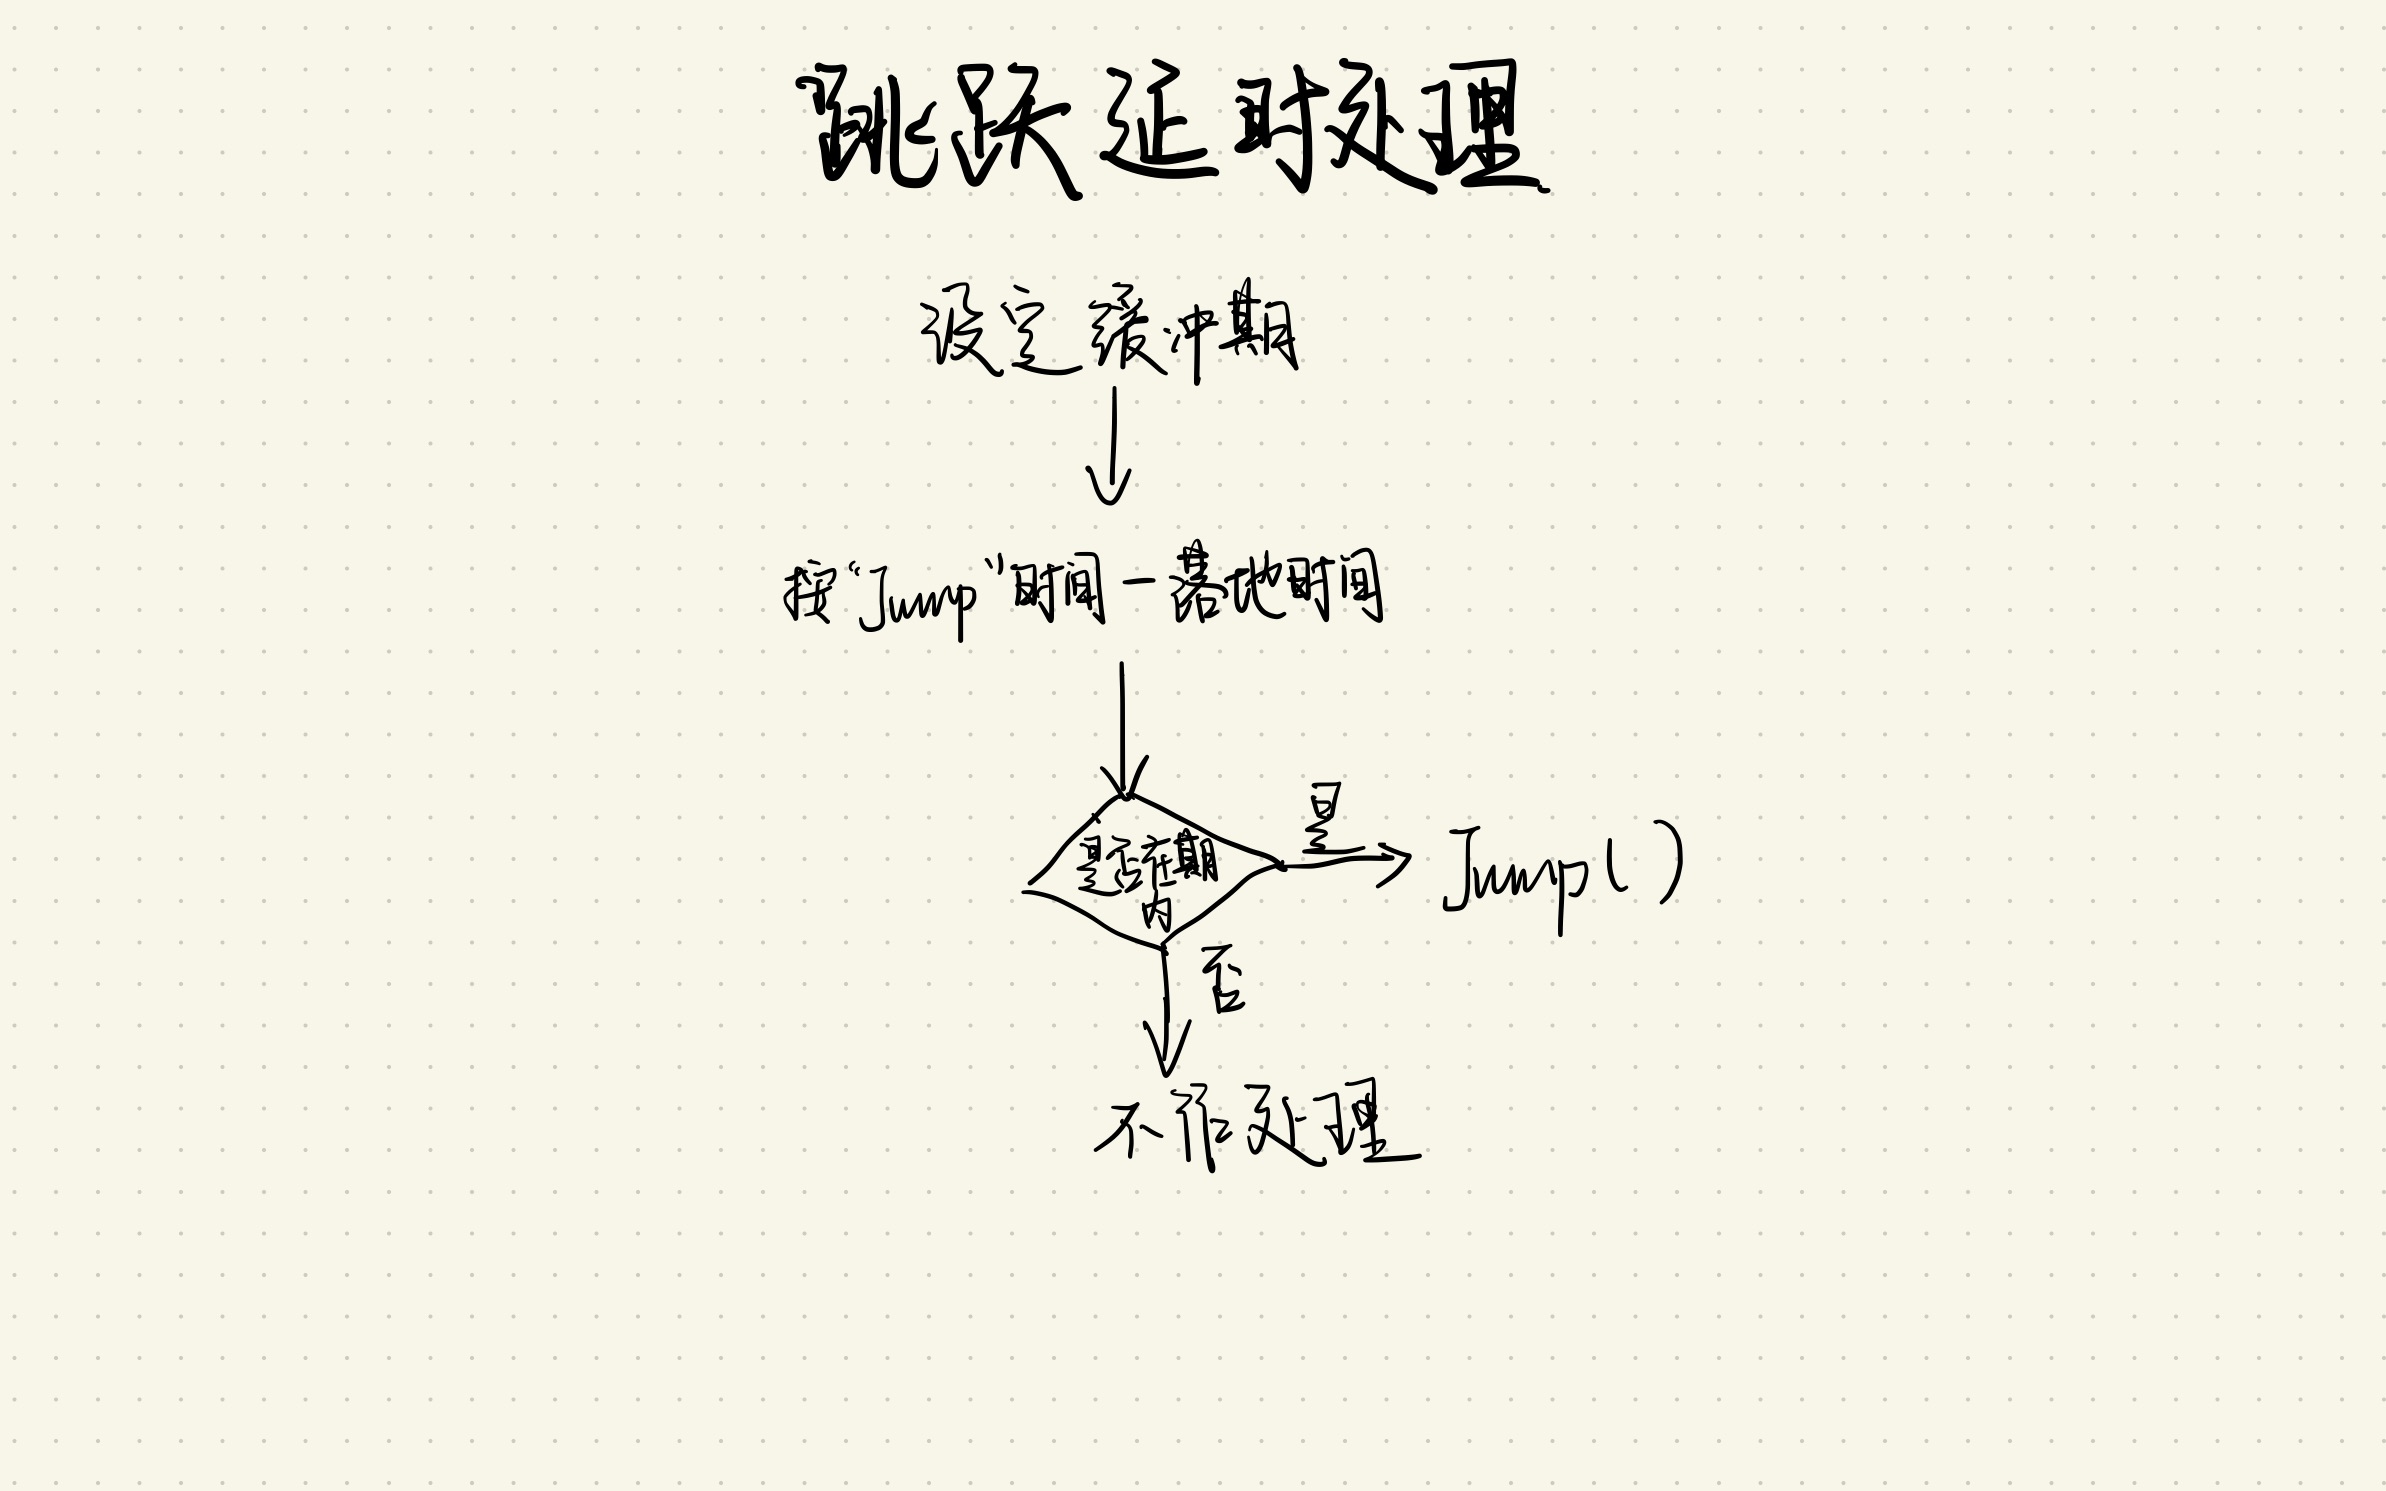 跳跃延时处理
设定缓冲期
按“Jump”时间一落地时间
是否在期
内
是
Jump()
否
不作处理